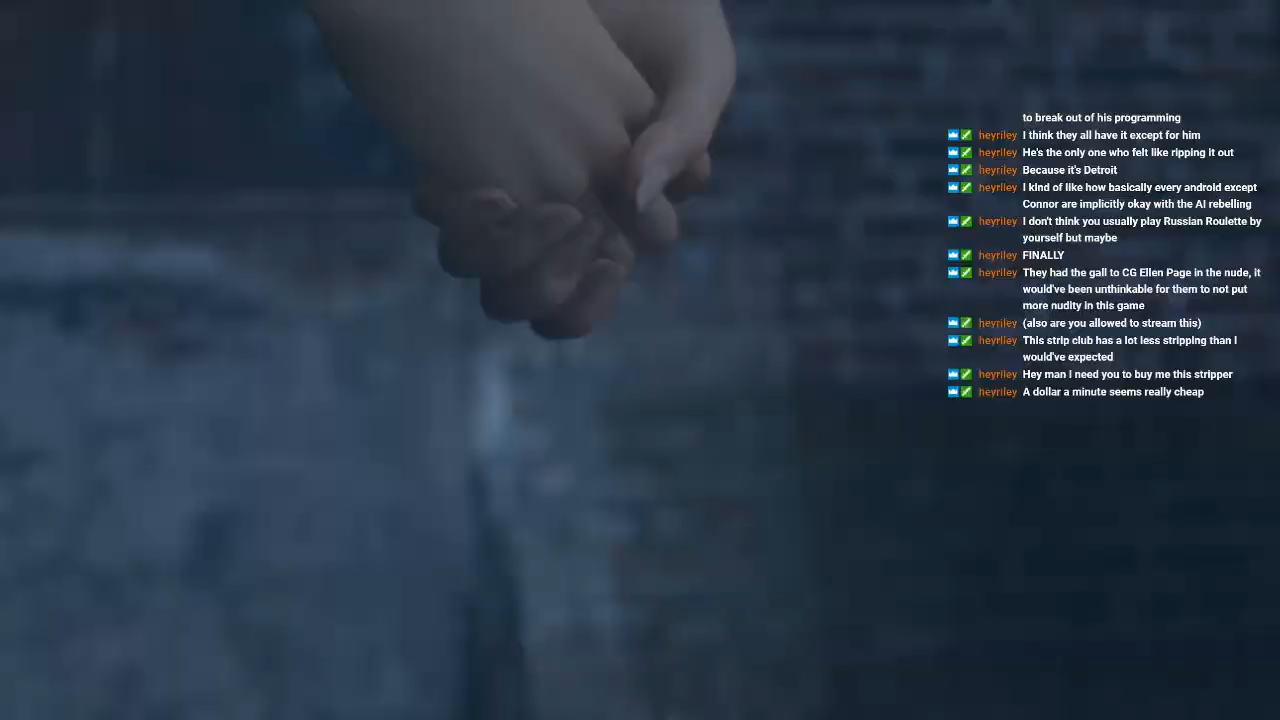 to break out of his programming
heyriley I think they all have it except for him
heyriley He's the only one who felt like ripping it out
heyriley Because it's Detroit
heyriley I kind of like how basically every android except
Connor are implicitly okay with the AI rebelling
heyriley I don't think you usually play Russian Roulette by
yourself but maybe
heyriley FINALLY
heyriley They had the gall to CG Ellen Page in the nude, it
would've been unthinkable for them to not put
more nudity in this game
heyriley (also are you allowed to stream this)
heyriley This strip club has a lot less stripping than I
would've expected
heyriley Hey man I need you to buy me this stripper
heyriley A dollar a minute seems really cheap